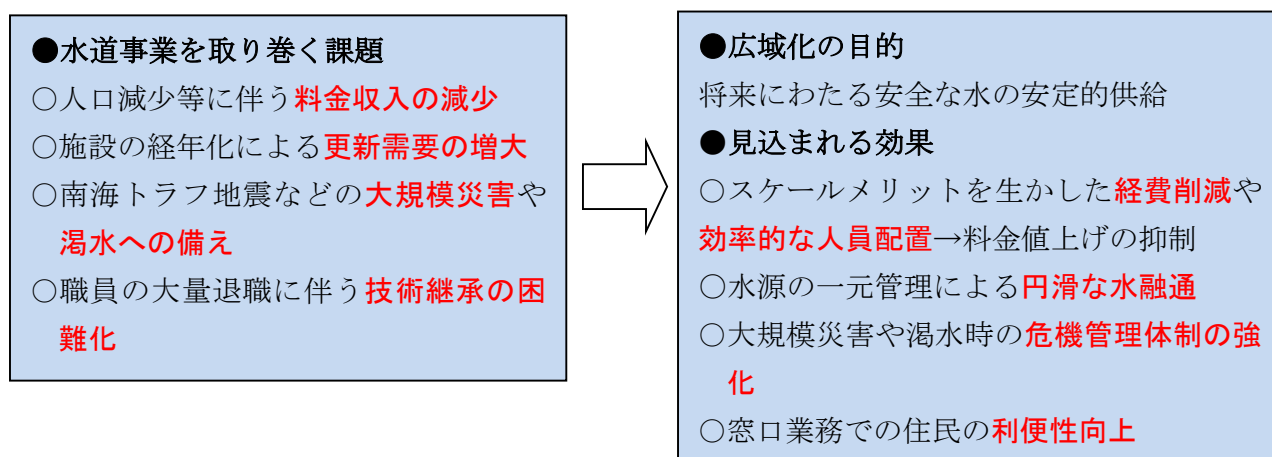 ●水道事業を取り巻く課題
○人口減少等に伴う料金収入の減少
○施設の経年化による更新需要の増大
○南海トラフ地震などの大規模災害や
渇水への備え
○職員の大量退職に伴う技術継承の困
難化
●広域化の目的
将来にわたる安全な水の安定的供給
●見込まれる効果
○スケールメリットを生かした経費削減や
効率的な人員配置→料金値上げの抑制
○水源の一元管理による円滑な水融通
○大規模災害や渇水時の危機管理体制の強
化
○窓口業務での住民の利便性向上